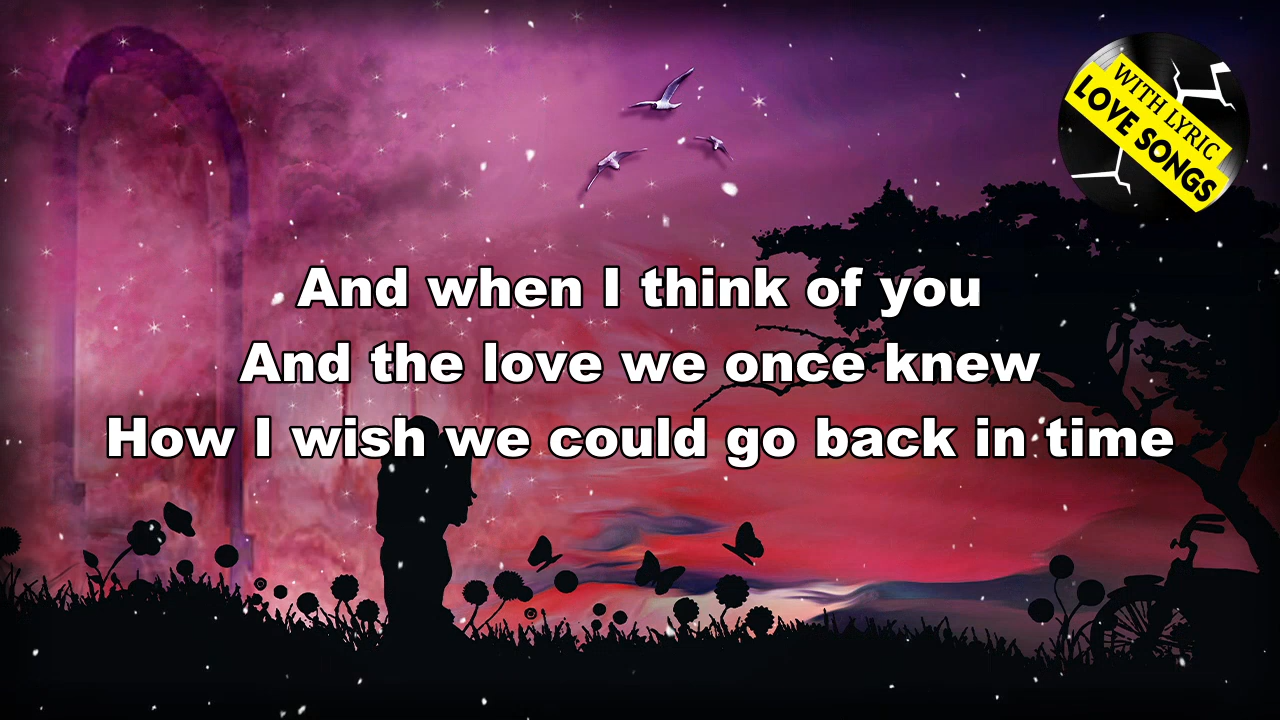 WITH LYRIC
LOVE SONGS
And when I think of you
And the love we once knew
How I wish we could go back in time